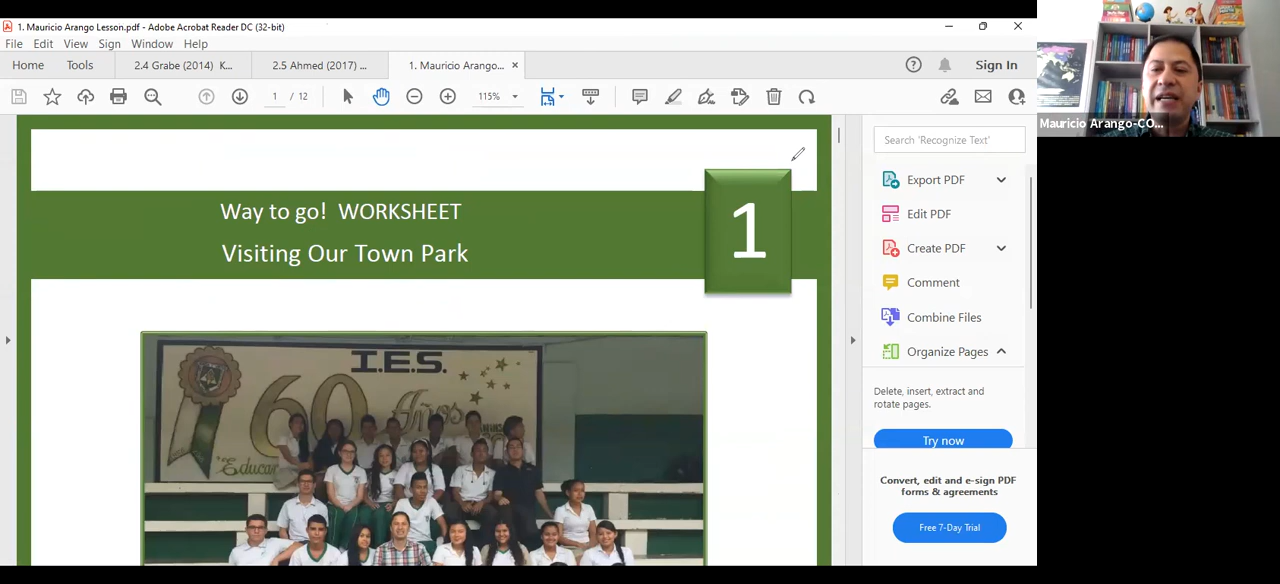 1. Mauricio Arango Lesson.pdf - Adobe Acrobat Reader DC (32-bit)
File Edit View Sign Window Help
Home Tools 2.4 Grabe (2014) K... 2.5 Ahmed (2017) ... 1. Mauricio Arango... × Sign In
1 / 12 115%
Mauricio Arango-CO...
Search 'Recognize Text'
Export PDF
Edit PDF
Create PDF
Comment
Combine Files
Organize Pages
Delete, insert, extract and
rotate pages.
Try now
Convert, edit and e-sign PDF
forms & agreements
Free 7-Day Trial
Way to go! WORKSHEET
Visiting Our Town Park
1
I.E.S.
60 Años
Educan